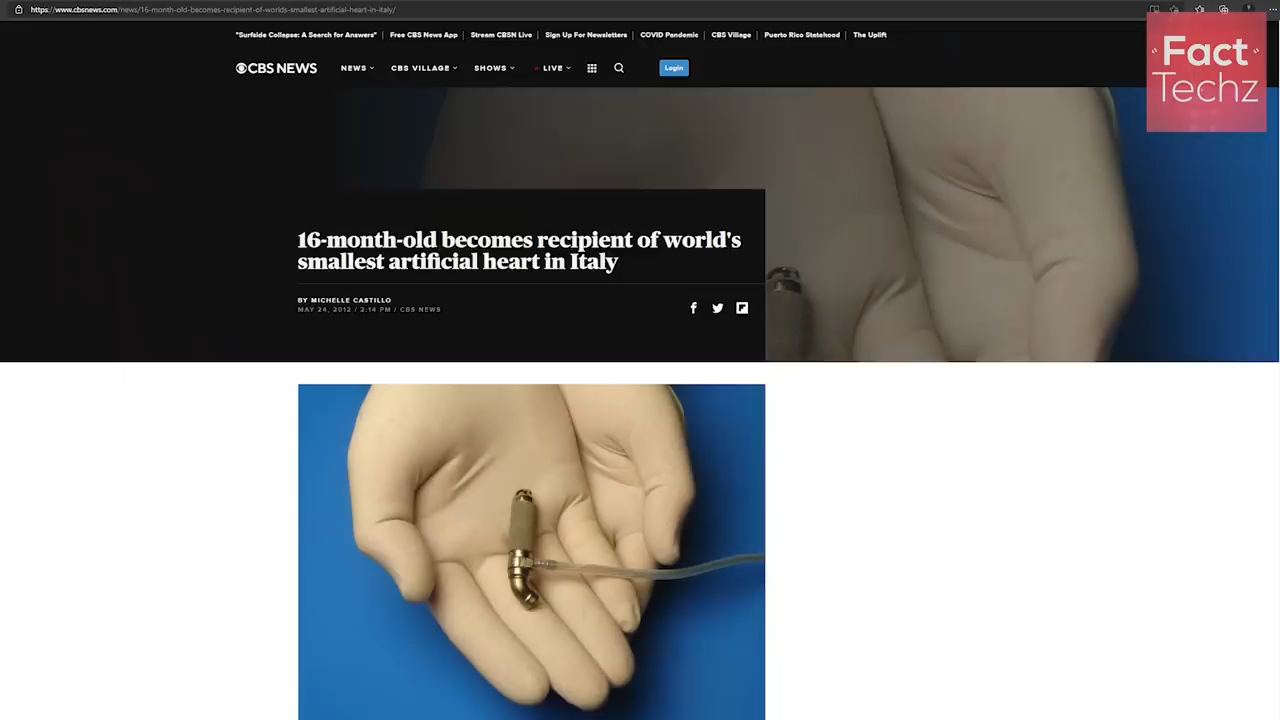 https://www.cbsnews.com/news/16-month-old-becomes-recipient-of-worlds-smallest-artificial-heart-in-italy/
"Surfside Collapse: A Search for Answers" | Free CBS News App | Stream CBSN Live | Sign Up For Newsletters | COVID Pandemic | CBS Village | Puerto Rico Statehood | The Uplift
Fact
Techz
CBS NEWS NEWS CBS VILLAGE SHOWS LIVE Login
16-month-old becomes recipient of world's
smallest artificial heart in Italy
BY MICHELLE CASTILLO
MAY 24, 2012 / 2:14 PM / CBS NEWS